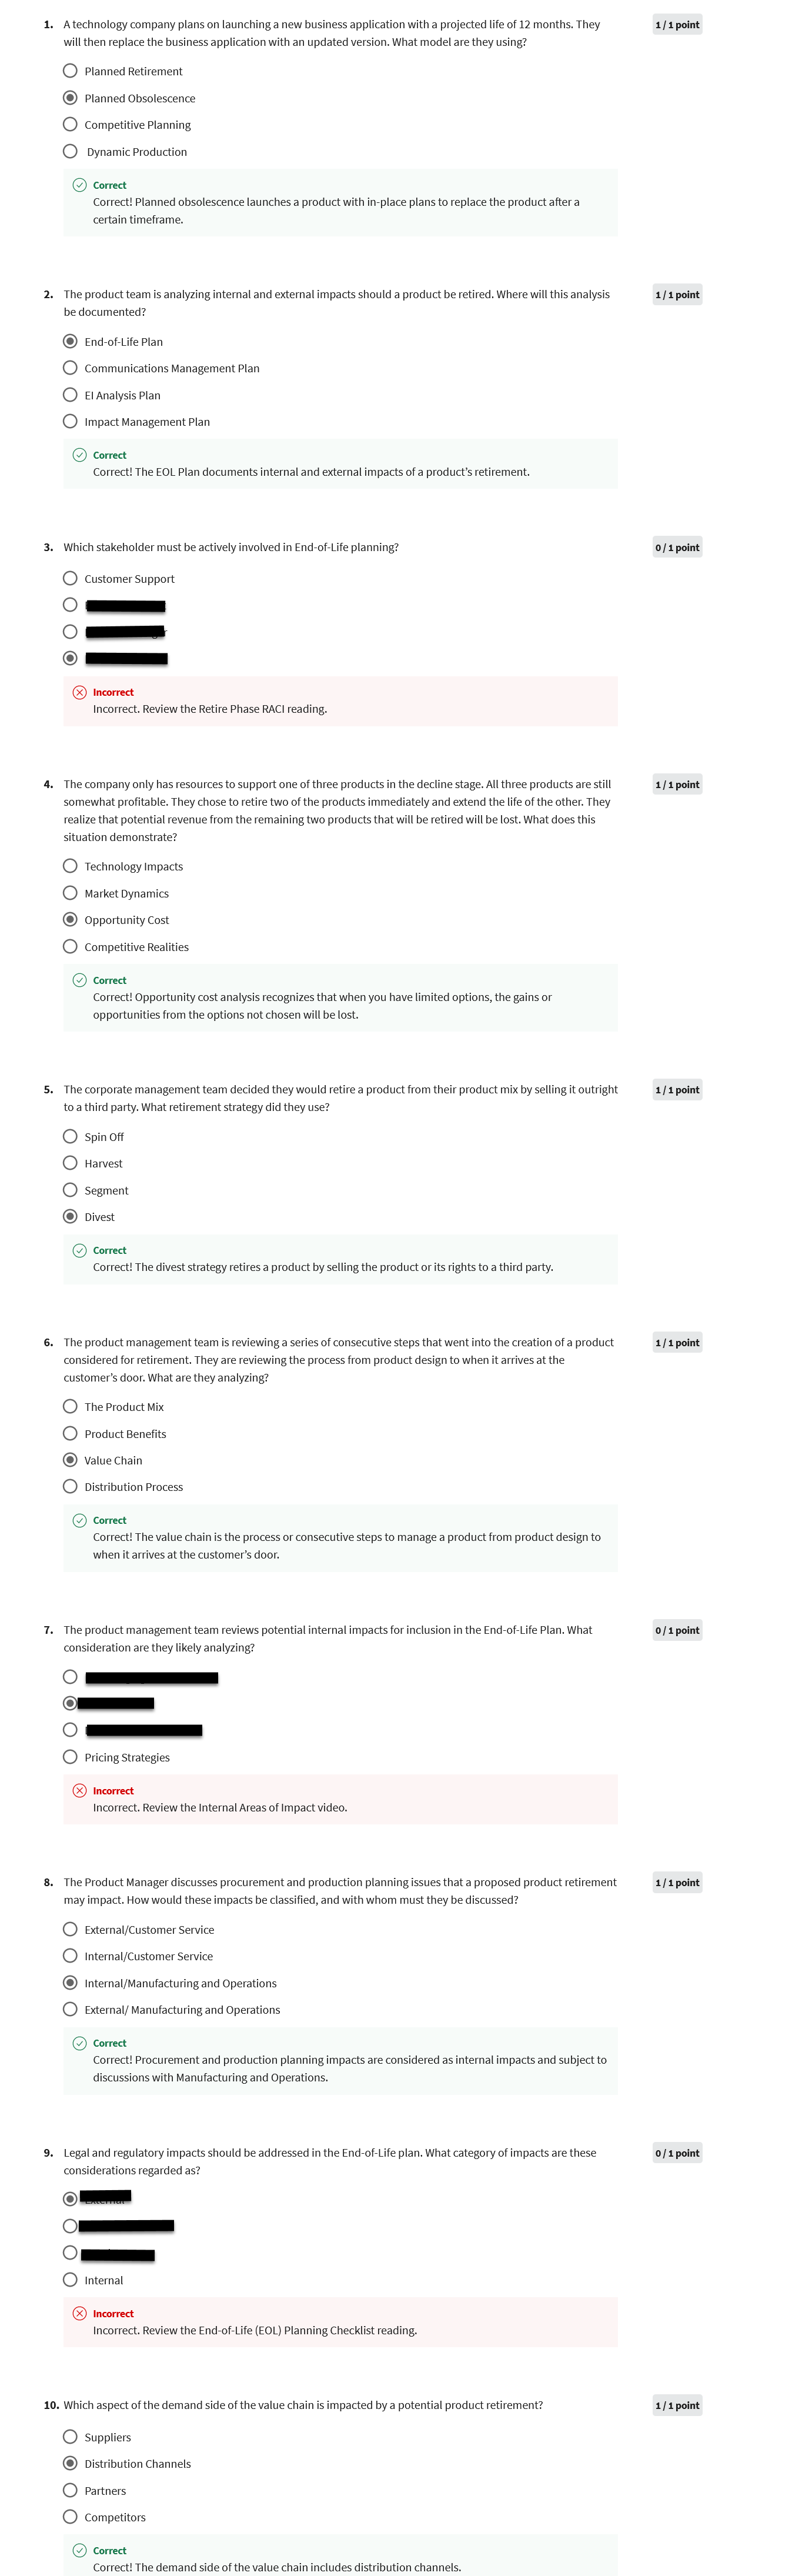 1. A technology company plans on launching a new business application with a projected life of 12 months. They
will then replace the business application with an updated version. What model are they using?
1 / 1 point
Planned Retirement
Planned Obsolescence
Competitive Planning
Dynamic Production
Correct
Correct! Planned obsolescence launches a product with in-place plans to replace the product after a
certain timeframe.
2. The product team is analyzing internal and external impacts should a product be retired. Where will this analysis
be documented?
1 / 1 point
End-of-Life Plan
Communications Management Plan
EI Analysis Plan
Impact Management Plan
Correct
Correct! The EOL Plan documents internal and external impacts of a product’s retirement.
3. Which stakeholder must be actively involved in End-of-Life planning?
0 / 1 point
Customer Support
Incorrect
Incorrect. Review the Retire Phase RACI reading.
4. The company only has resources to support one of three products in the decline stage. All three products are still
somewhat profitable. They chose to retire two of the products immediately and extend the life of the other. They
realize that potential revenue from the remaining two products that will be retired will be lost. What does this
situation demonstrate?
1 / 1 point
Technology Impacts
Market Dynamics
Opportunity Cost
Competitive Realities
Correct
Correct! Opportunity cost analysis recognizes that when you have limited options, the gains or
opportunities from the options not chosen will be lost.
5. The corporate management team decided they would retire a product from their product mix by selling it outright
to a third party. What retirement strategy did they use?
1 / 1 point
Spin Off
Harvest
Segment
Divest
Correct
Correct! The divest strategy retires a product by selling the product or its rights to a third party.
6. The product management team is reviewing a series of consecutive steps that went into the creation of a product
considered for retirement. They are reviewing the process from product design to when it arrives at the
customer’s door. What are they analyzing?
1 / 1 point
The Product Mix
Product Benefits
Value Chain
Distribution Process
Correct
Correct! The value chain is the process or consecutive steps to manage a product from product design to
when it arrives at the customer’s door.
7. The product management team reviews potential internal impacts for inclusion in the End-of-Life Plan. What
consideration are they likely analyzing?
0 / 1 point
Pricing Strategies
Incorrect
Incorrect. Review the Internal Areas of Impact video.
8. The Product Manager discusses procurement and production planning issues that a proposed product retirement
may impact. How would these impacts be classified, and with whom must they be discussed?
1 / 1 point
External/Customer Service
Internal/Customer Service
Internal/Manufacturing and Operations
External/ Manufacturing and Operations
Correct
Correct! Procurement and production planning impacts are considered as internal impacts and subject to
discussions with Manufacturing and Operations.
9. Legal and regulatory impacts should be addressed in the End-of-Life plan. What category of impacts are these
considerations regarded as?
0 / 1 point
Internal
Incorrect
Incorrect. Review the End-of-Life (EOL) Planning Checklist reading.
10. Which aspect of the demand side of the value chain is impacted by a potential product retirement?
1 / 1 point
Suppliers
Distribution Channels
Partners
Competitors
Correct
Correct! The demand side of the value chain includes distribution channels.